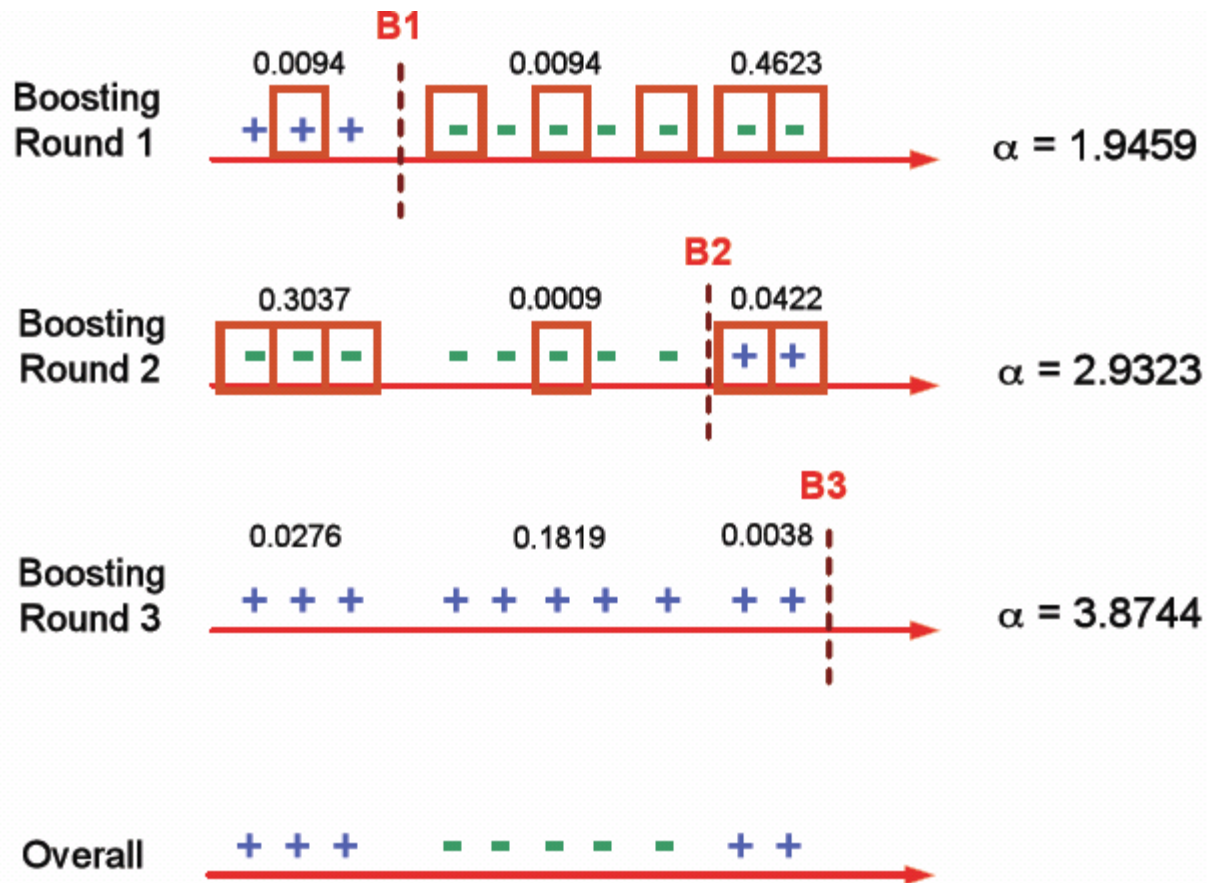 B1
0.0094 0.0094 0.4623
Boosting
Round 1
+ + + - - - - - - -
α = 1.9459
B2
0.3037 0.0009 0.0422
Boosting
Round 2
- - - - - - - - + +
α = 2.9323
B3
0.0276 0.1819 0.0038
Boosting
Round 3
+ + + + + + + + + +
α = 3.8744
Overall
+ + + - - - - - + +